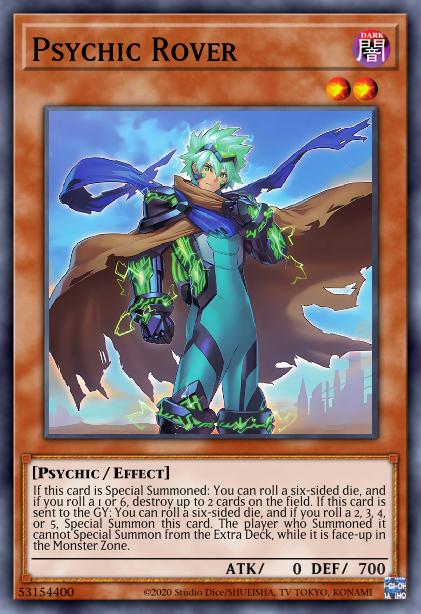 PSYCHIC ROVER
DARK
闇
[PSYCHIC / EFFECT]
If this card is Special Summoned: You can roll a six-sided die, and
if you roll a 1 or 6, destroy up to 2 cards on the field. If this card is
sent to the GY: You can roll a six-sided die, and if you roll a 2, 3, 4,
or 5, Special Summon this card. The player who Summoned it
cannot Special Summon from the Extra Deck, while it is face-up in
the Monster Zone.
ATK/ 0 DEF/ 700
53154400 ©2020 Studio Dice/SHUEISHA, TV TOKYO, KONAMI